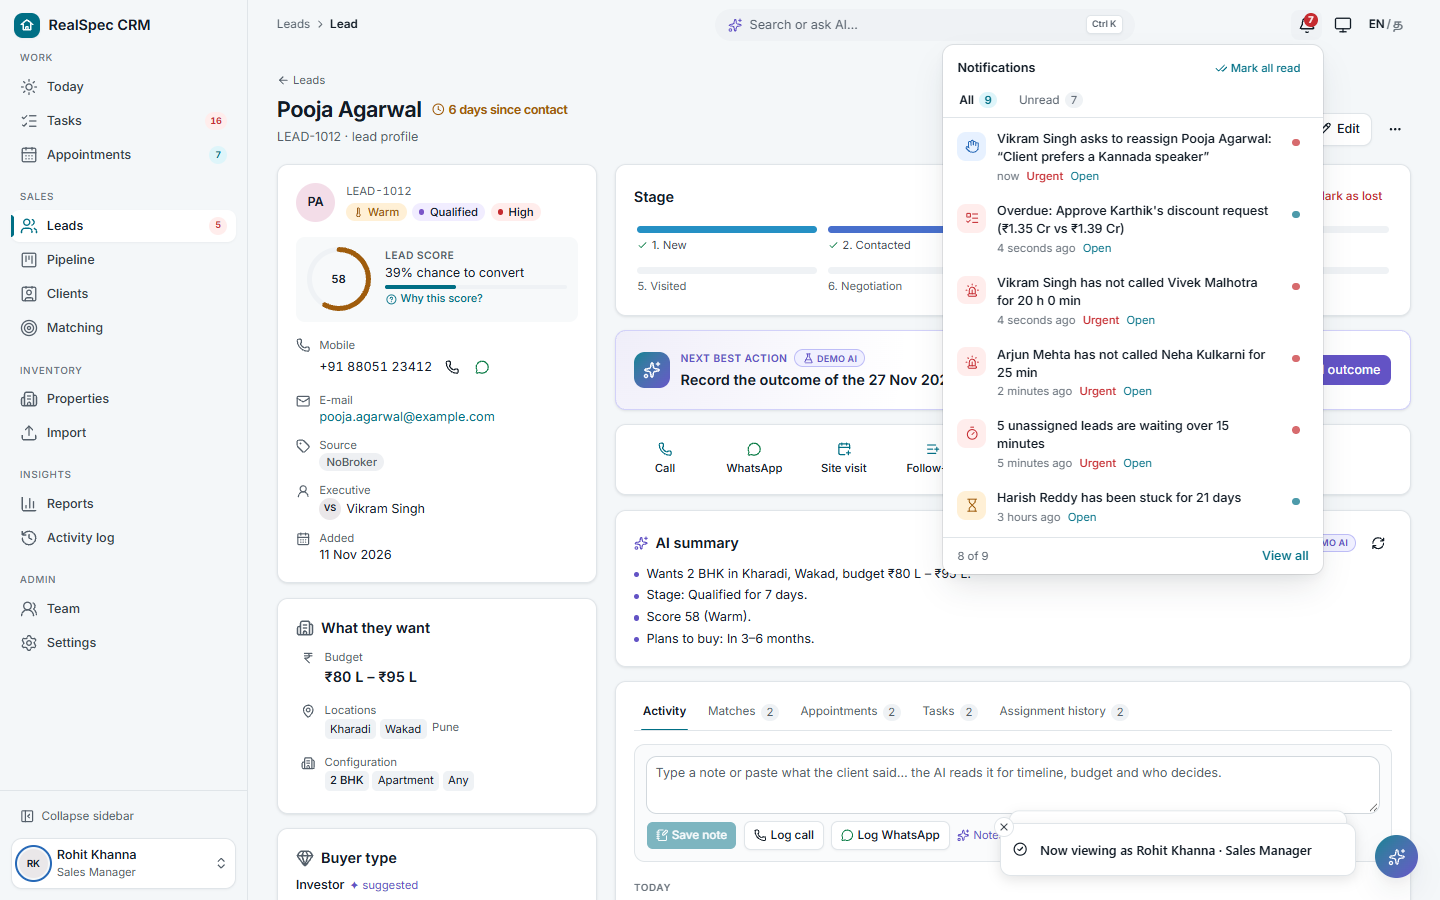 RealSpec CRM
WORK
Today
Tasks
16
Appointments
7
SALES
Leads
5
Pipeline
Clients
Matching
INVENTORY
Properties
Import
INSIGHTS
Reports
Activity log
ADMIN
Team
Settings
Collapse sidebar
RK
Rohit Khanna
Sales Manager
Leads > Lead
Search or ask AI...
Ctrl K
7
EN / த
← Leads
Pooja Agarwal
6 days since contact
LEAD-1012 · lead profile
Edit
PA
LEAD-1012
Warm
Qualified
High
58
LEAD SCORE
39% chance to convert
Why this score?
Mobile
+91 88051 23412
E-mail
pooja.agarwal@example.com
Source
NoBroker
Executive
VS Vikram Singh
Added
11 Nov 2026
What they want
Budget
₹80 L – ₹95 L
Locations
Kharadi Wakad Pune
Configuration
2 BHK Apartment Any
Buyer type
Investor suggested
Stage
Mark as lost
1. New
2. Contacted
5. Visited
6. Negotiation
NEXT BEST ACTION
DEMO AI
Record the outcome of the 27 Nov 202
outcome
Call
WhatsApp
Site visit
Follow-
AI summary
MO AI
Wants 2 BHK in Kharadi, Wakad, budget ₹80 L – ₹95 L.
Stage: Qualified for 7 days.
Score 58 (Warm).
Plans to buy: In 3–6 months.
Activity
Matches 2
Appointments 2
Tasks 2
Assignment history 2
Type a note or paste what the client said... the AI reads it for timeline, budget and who decides.
Save note
Log call
Log WhatsApp
Note
TODAY
Notifications
Mark all read
All 9
Unread 7
Vikram Singh asks to reassign Pooja Agarwal:
“Client prefers a Kannada speaker”
now Urgent Open
Overdue: Approve Karthik's discount request
(₹1.35 Cr vs ₹1.39 Cr)
4 seconds ago Open
Vikram Singh has not called Vivek Malhotra
for 20 h 0 min
4 seconds ago Urgent Open
Arjun Mehta has not called Neha Kulkarni for
25 min
2 minutes ago Urgent Open
5 unassigned leads are waiting over 15
minutes
5 minutes ago Urgent Open
Harish Reddy has been stuck for 21 days
3 hours ago Open
8 of 9
View all
Now viewing as Rohit Khanna · Sales Manager